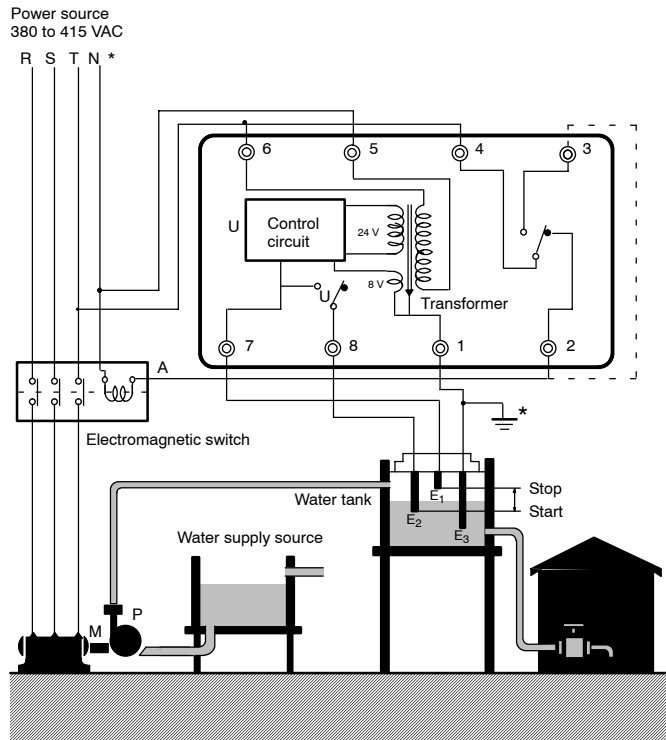 Power source
380 to 415 VAC
R S T N *
6 5 4 3
U
Control
circuit
24 V
8 V
U
Transformer
7 8 1 2
A
*
Electromagnetic switch
Water tank
E1
E2
E3
Stop
Start
Water supply source
P
M